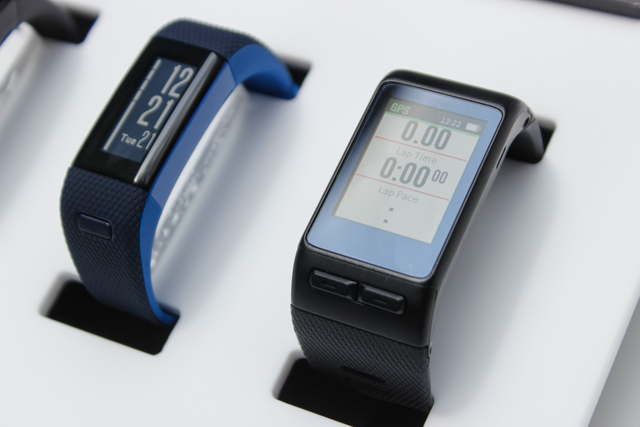 12
21
Tue 21
GPS 12:22
0.00
Lap Time
0:00.00
Lap Pace
: